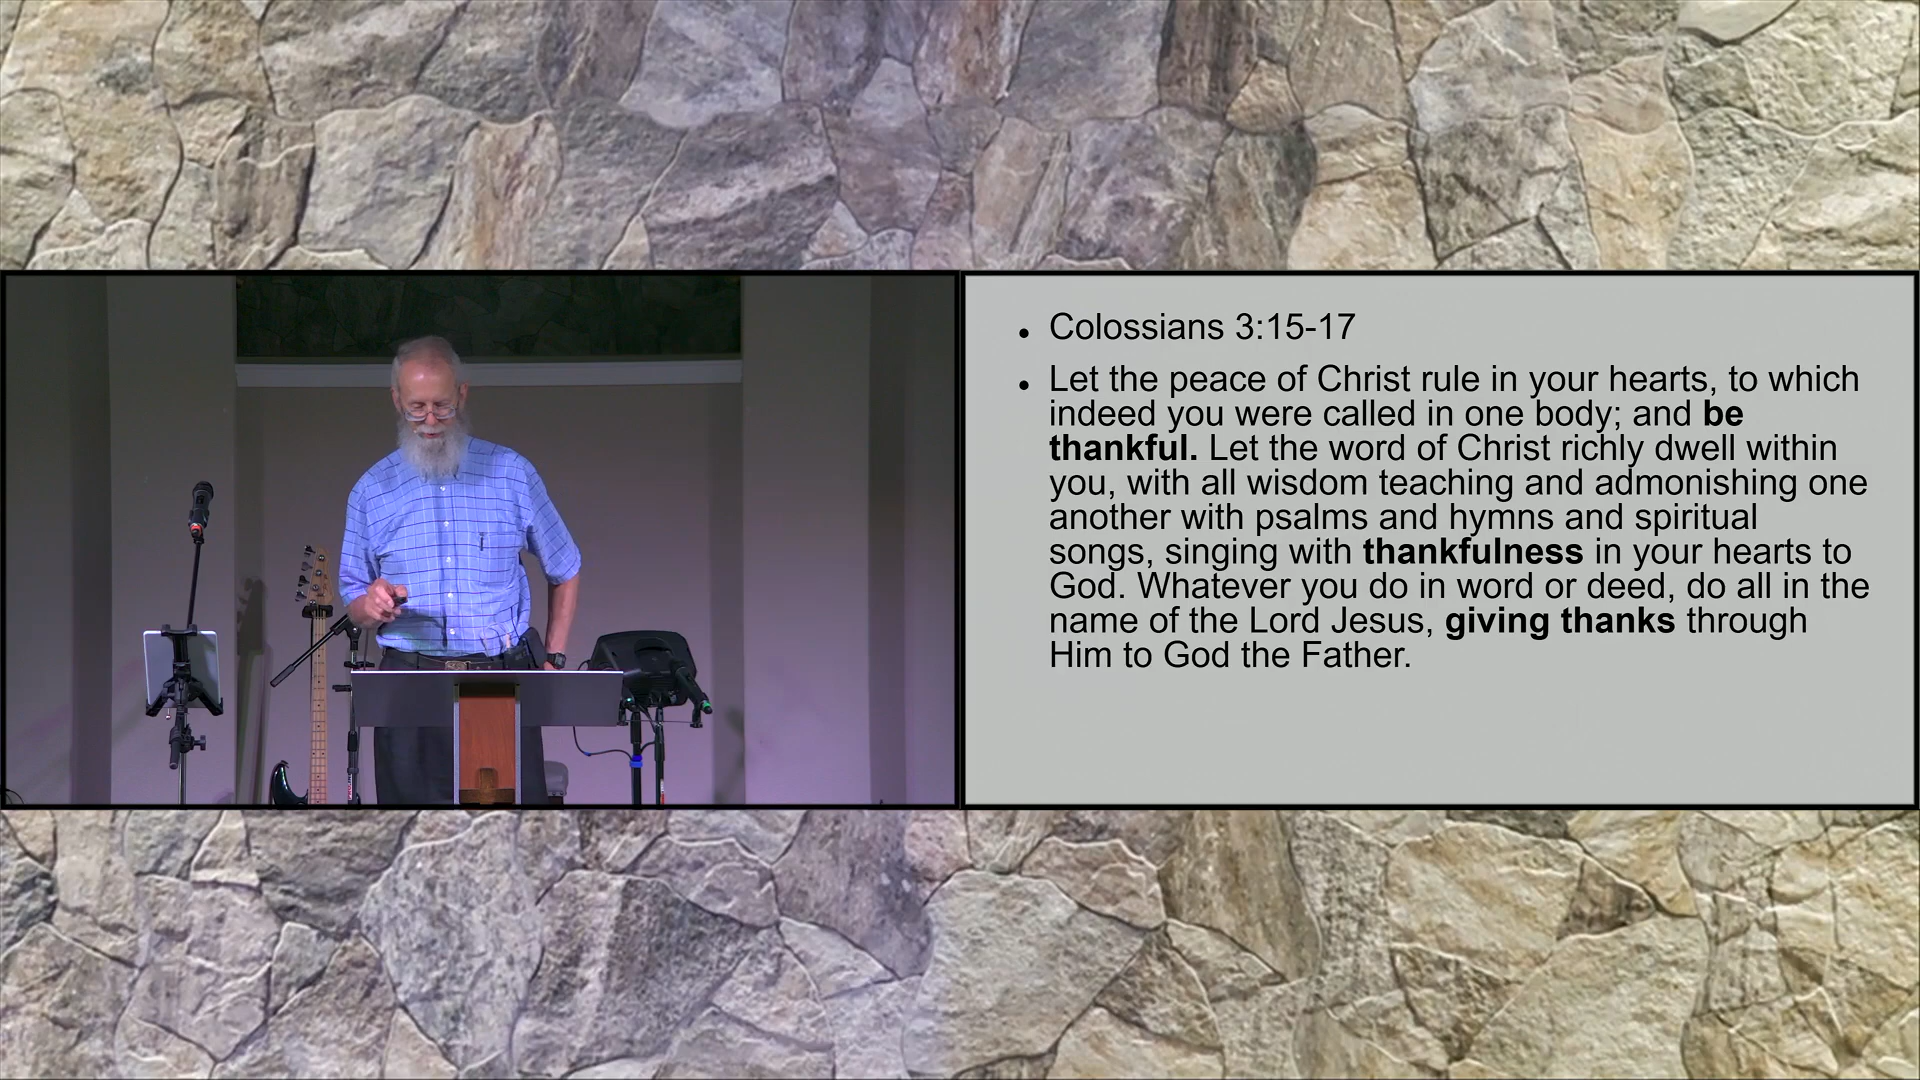 Colossians 3:15-17
Let the peace of Christ rule in your hearts, to which
indeed you were called in one body; and be
thankful. Let the word of Christ richly dwell within
you, with all wisdom teaching and admonishing one
another with psalms and hymns and spiritual
songs, singing with thankfulness in your hearts to
God. Whatever you do in word or deed, do all in the
name of the Lord Jesus, giving thanks through
Him to God the Father.